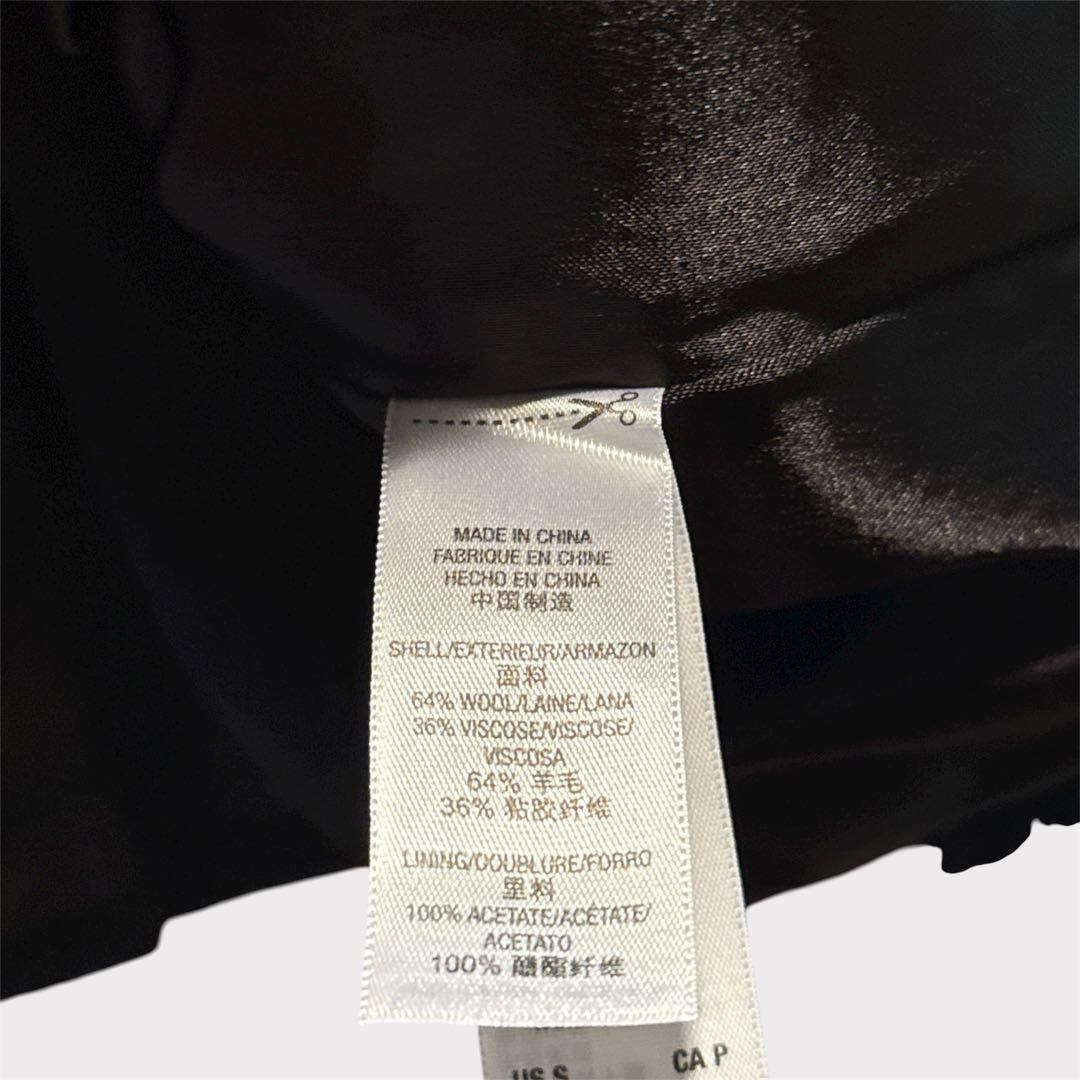 MADE IN CHINA
FABRIQUE EN CHINE
HECHO EN CHINA
中国制造
SHELL/EXTERIEUR/ARMAZON
面料
64% WOOL/LAINE/LANA
36% VISCOSE/VISCOSE/
VISCOSA
64% 羊毛
36% 粘胶纤维
LINING/DOUBLURE/FORRO
里料
100% ACETATE/ACÉTATE/
ACETATO
100% 醋酯纤维
US S
CA P